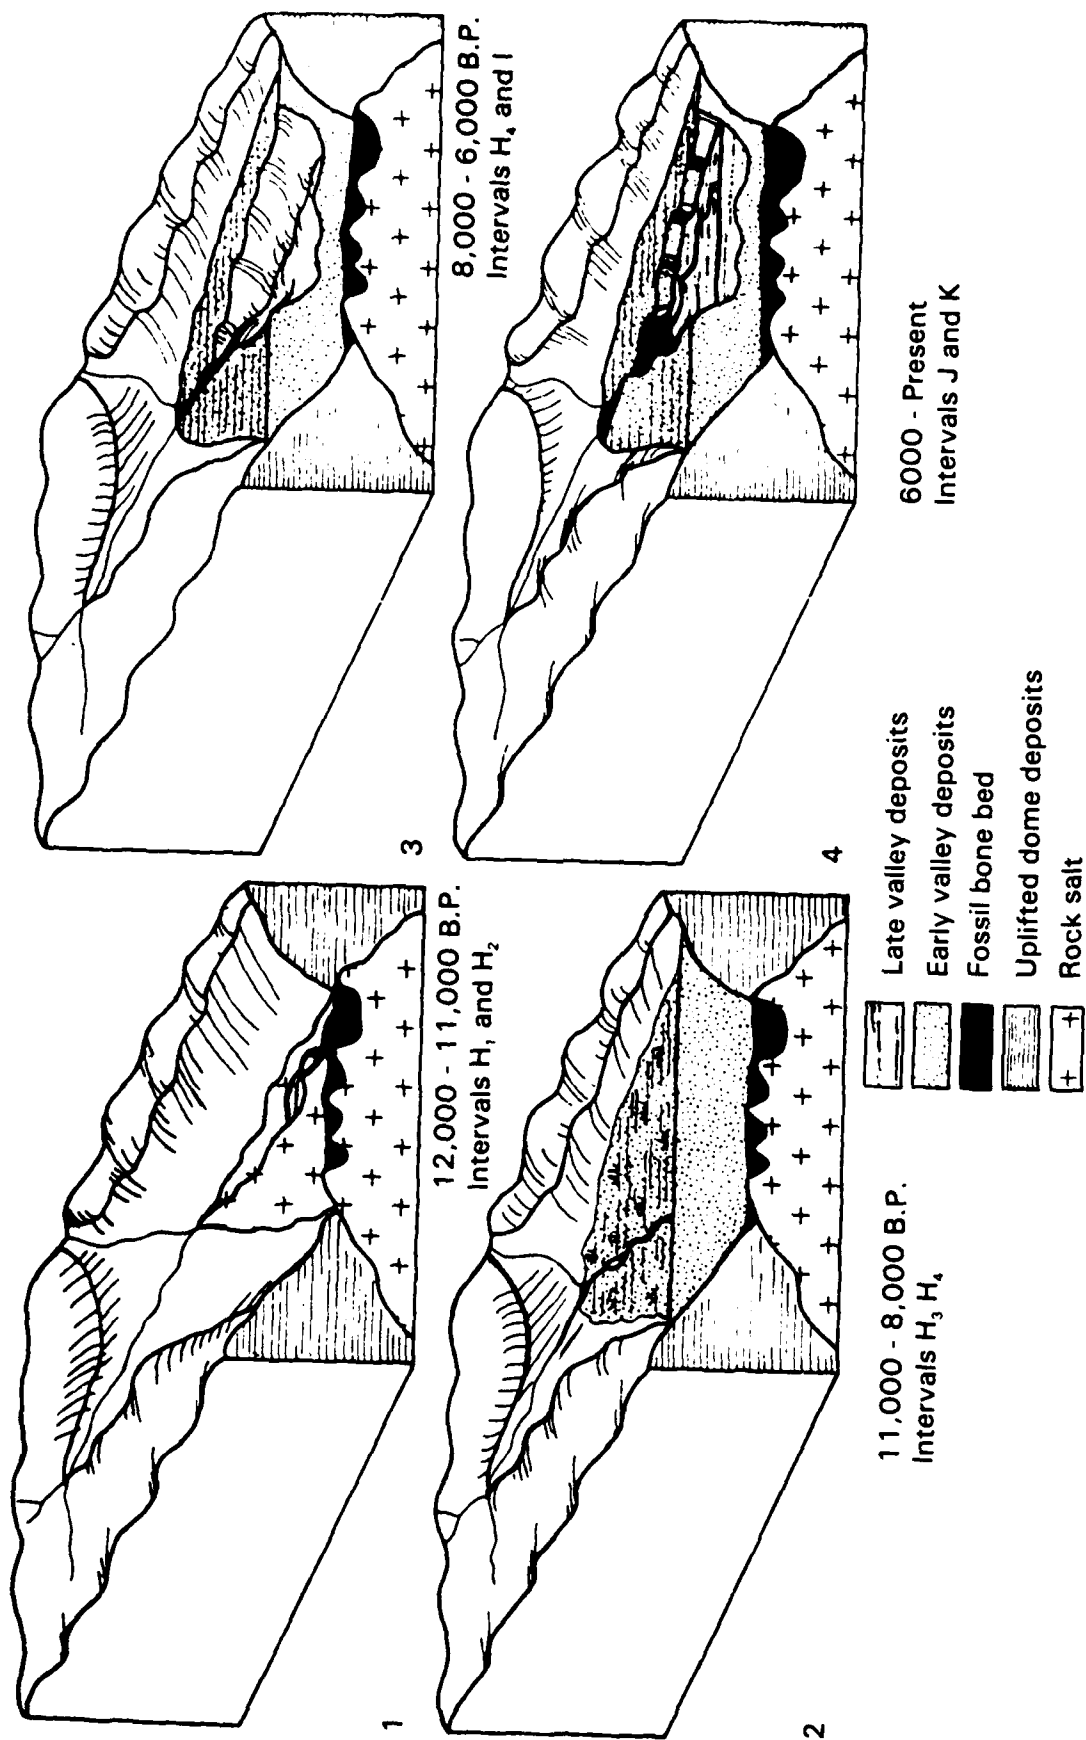 1
12,000 - 11,000 B.P.
Intervals H₁ and H₂
2
11,000 - 8,000 B.P.
Intervals H₃ H₄
3
8,000 - 6,000 B.P.
Intervals H₄ and I
4
6000 - Present
Intervals J and K
Late valley deposits
Early valley deposits
Fossil bone bed
Uplifted dome deposits
Rock salt